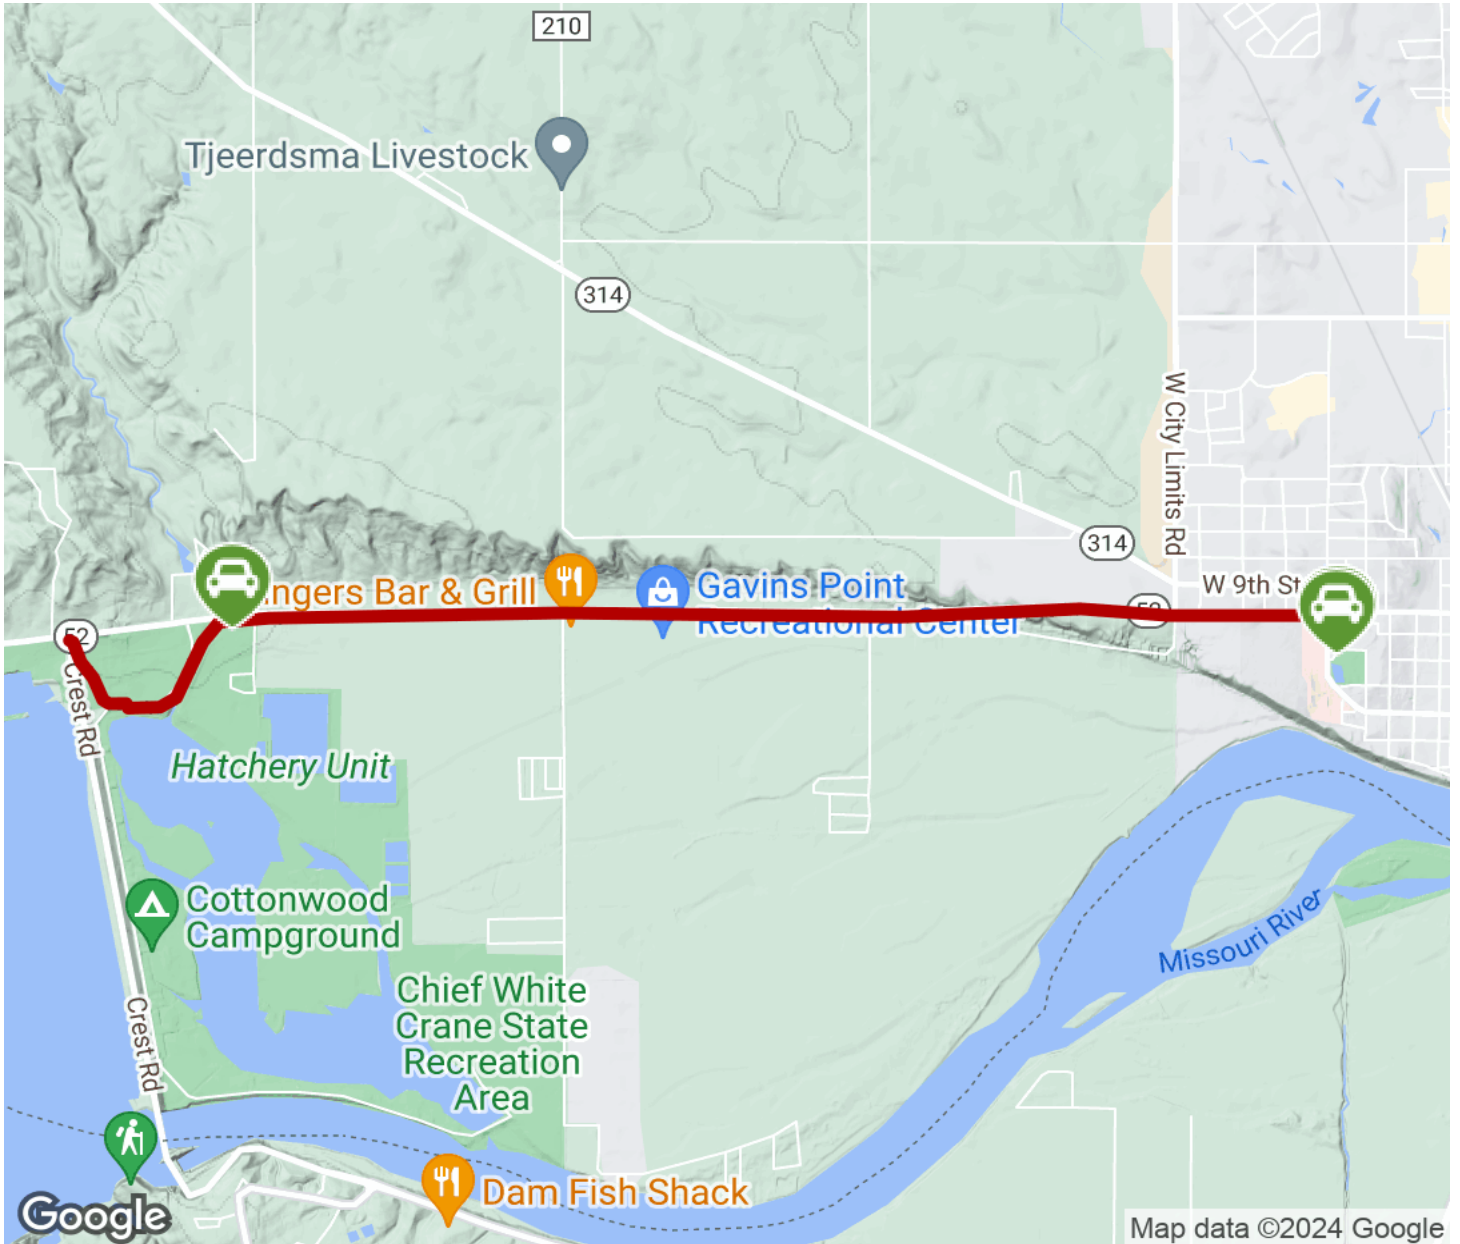 210
Tjeerdsma Livestock
314
W City Limits Rd
314
W 9th St
ingers Bar & Grill
Gavins Point
Recreational Center
52
52
Crest Rd
Hatchery Unit
Cottonwood
Campground
Missouri River
Chief White
Crane State
Recreation
Area
Crest Rd
Dam Fish Shack
Google
Map data ©2024 Google